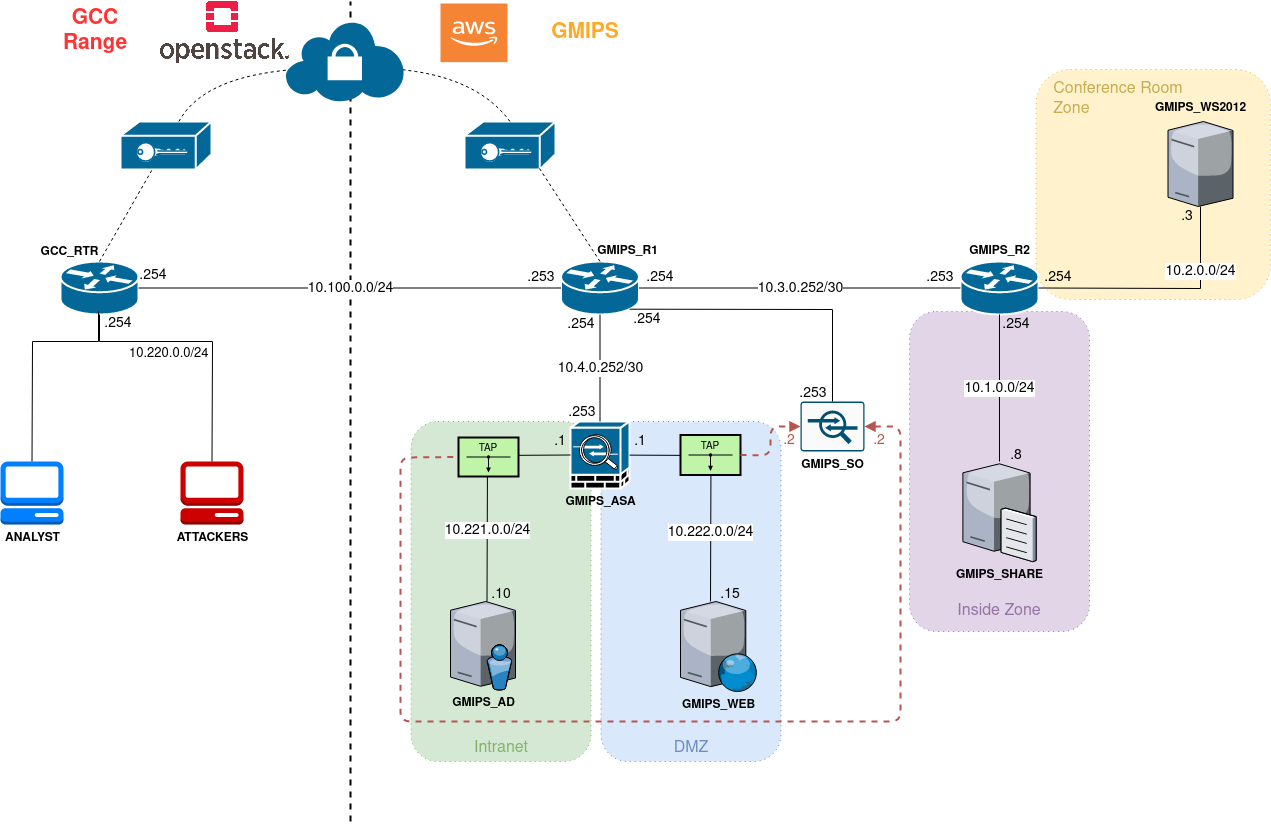 GCC
Range
openstack.
aws
GMIPS
Conference Room
Zone
GMIPS_WS2012
.3
10.2.0.0/24
GCC_RTR
.254
10.100.0.0/24
.253
GMIPS_R1
.254
10.3.0.252/30
.253
GMIPS_R2
.254
.254
10.220.0.0/24
.254
.254
.254
10.4.0.252/30
10.1.0.0/24
.253
.253
TAP
.1
.1
TAP
.2
.2
.8
GMIPS_SO
GMIPS_ASA
ANALYST
ATTACKERS
10.221.0.0/24
10.222.0.0/24
GMIPS_SHARE
.10
.15
Inside Zone
GMIPS_AD
GMIPS_WEB
Intranet
DMZ